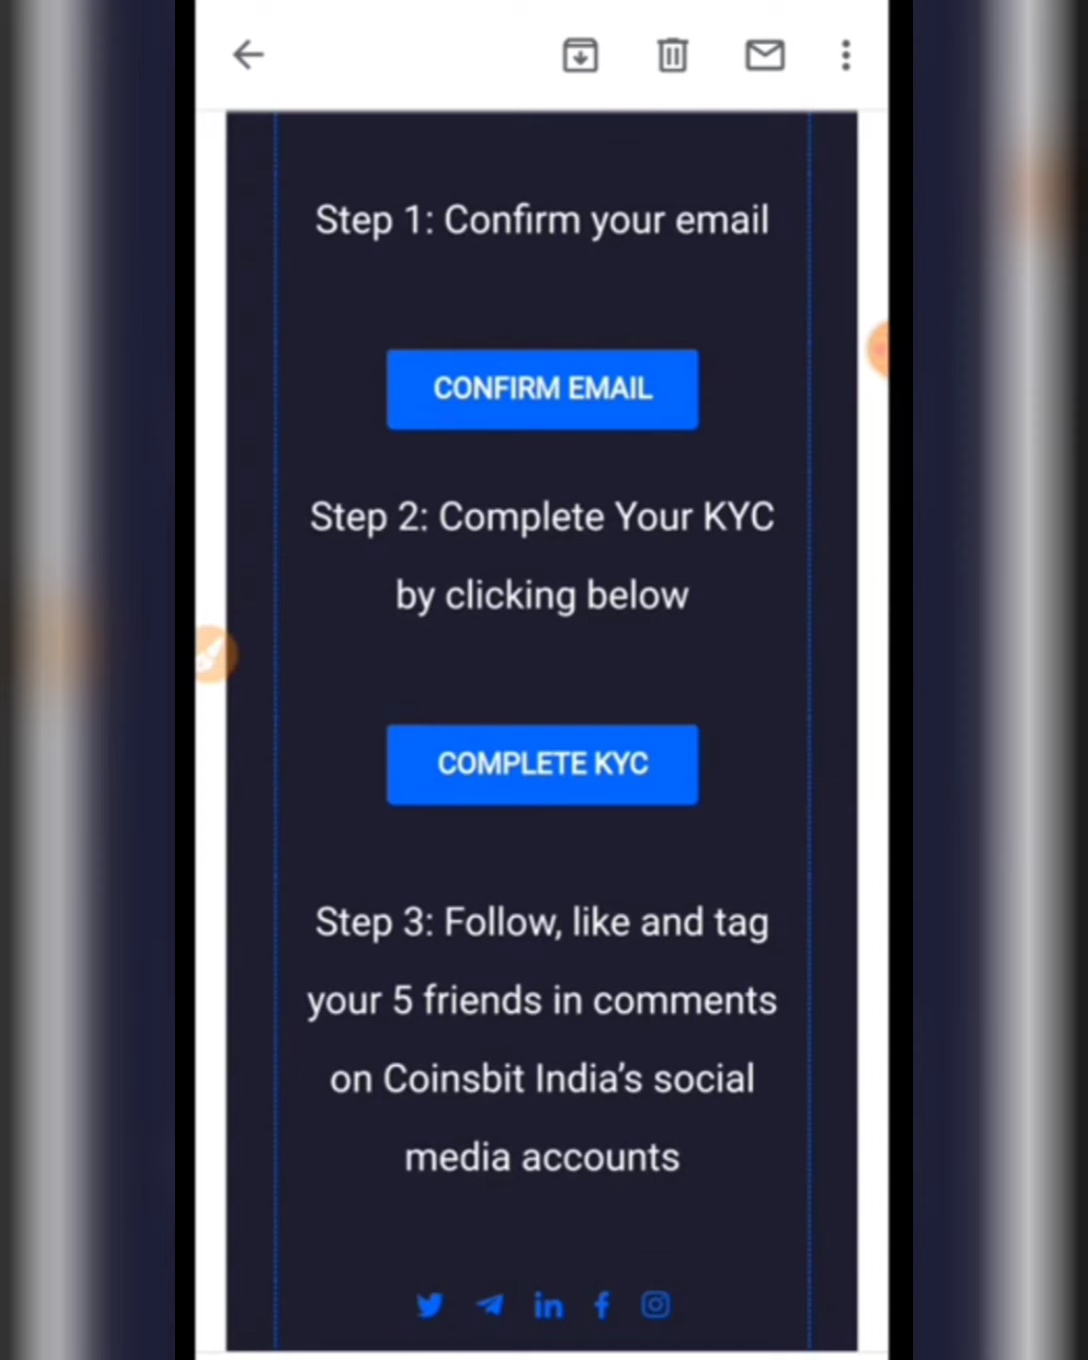 Step 1: Confirm your email
CONFIRM EMAIL
Step 2: Complete Your KYC
by clicking below
COMPLETE KYC
Step 3: Follow, like and tag
your 5 friends in comments
on Coinsbit India’s social
media accounts